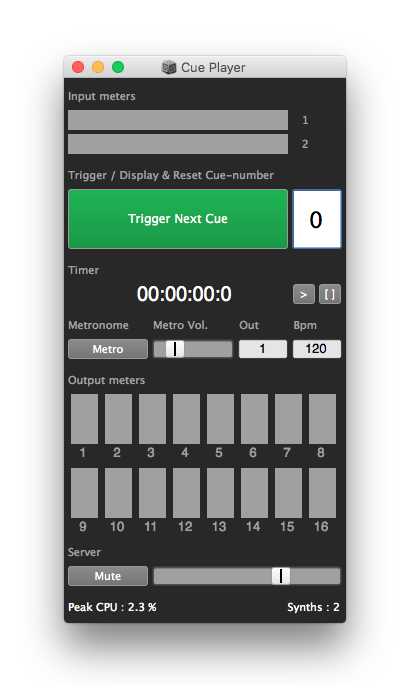 Cue Player
Input meters
1
2
Trigger / Display & Reset Cue-number
Trigger Next Cue 0
Timer
00:00:00:0 > [ ]
Metronome Metro Vol. Out Bpm
Metro 1 120
Output meters
1 2 3 4 5 6 7 8
9 10 11 12 13 14 15 16
Server
Mute
Peak CPU : 2.3 % Synths : 2